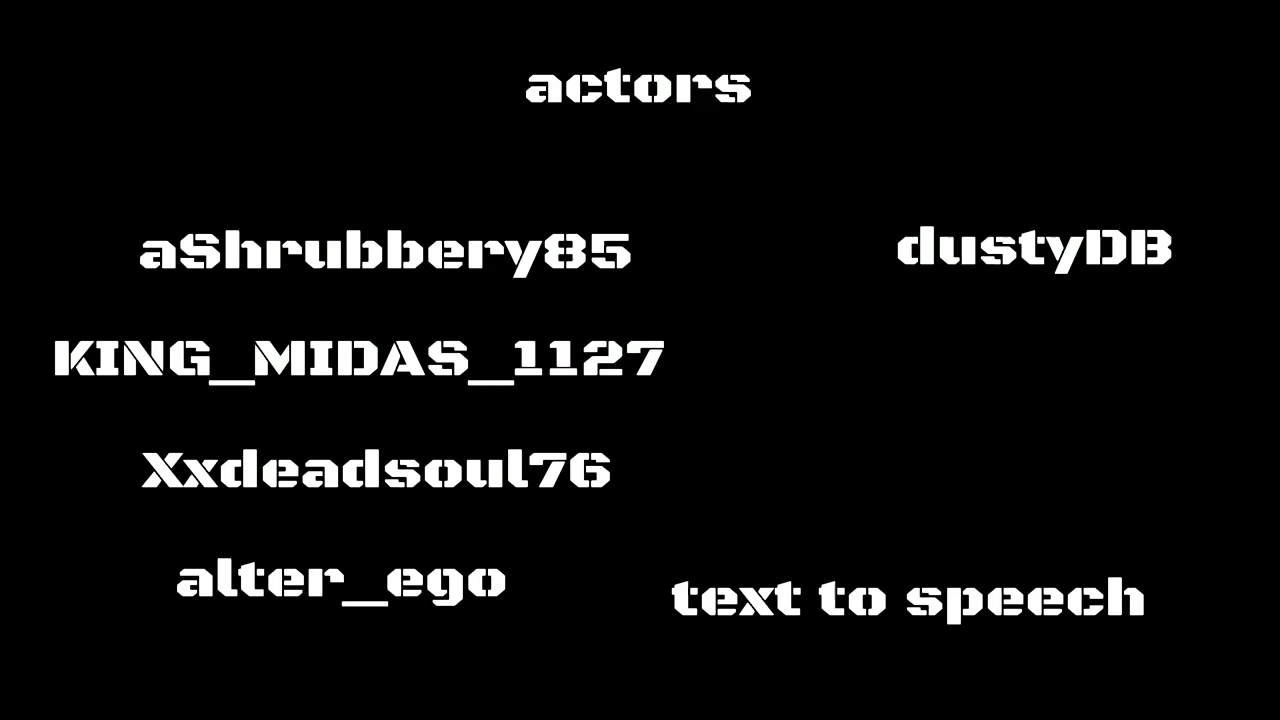 actors
aShrubbery85
dustyDB
KING_MIDAS_1127
Xxdeadsoul76
alter_ego
text to speech